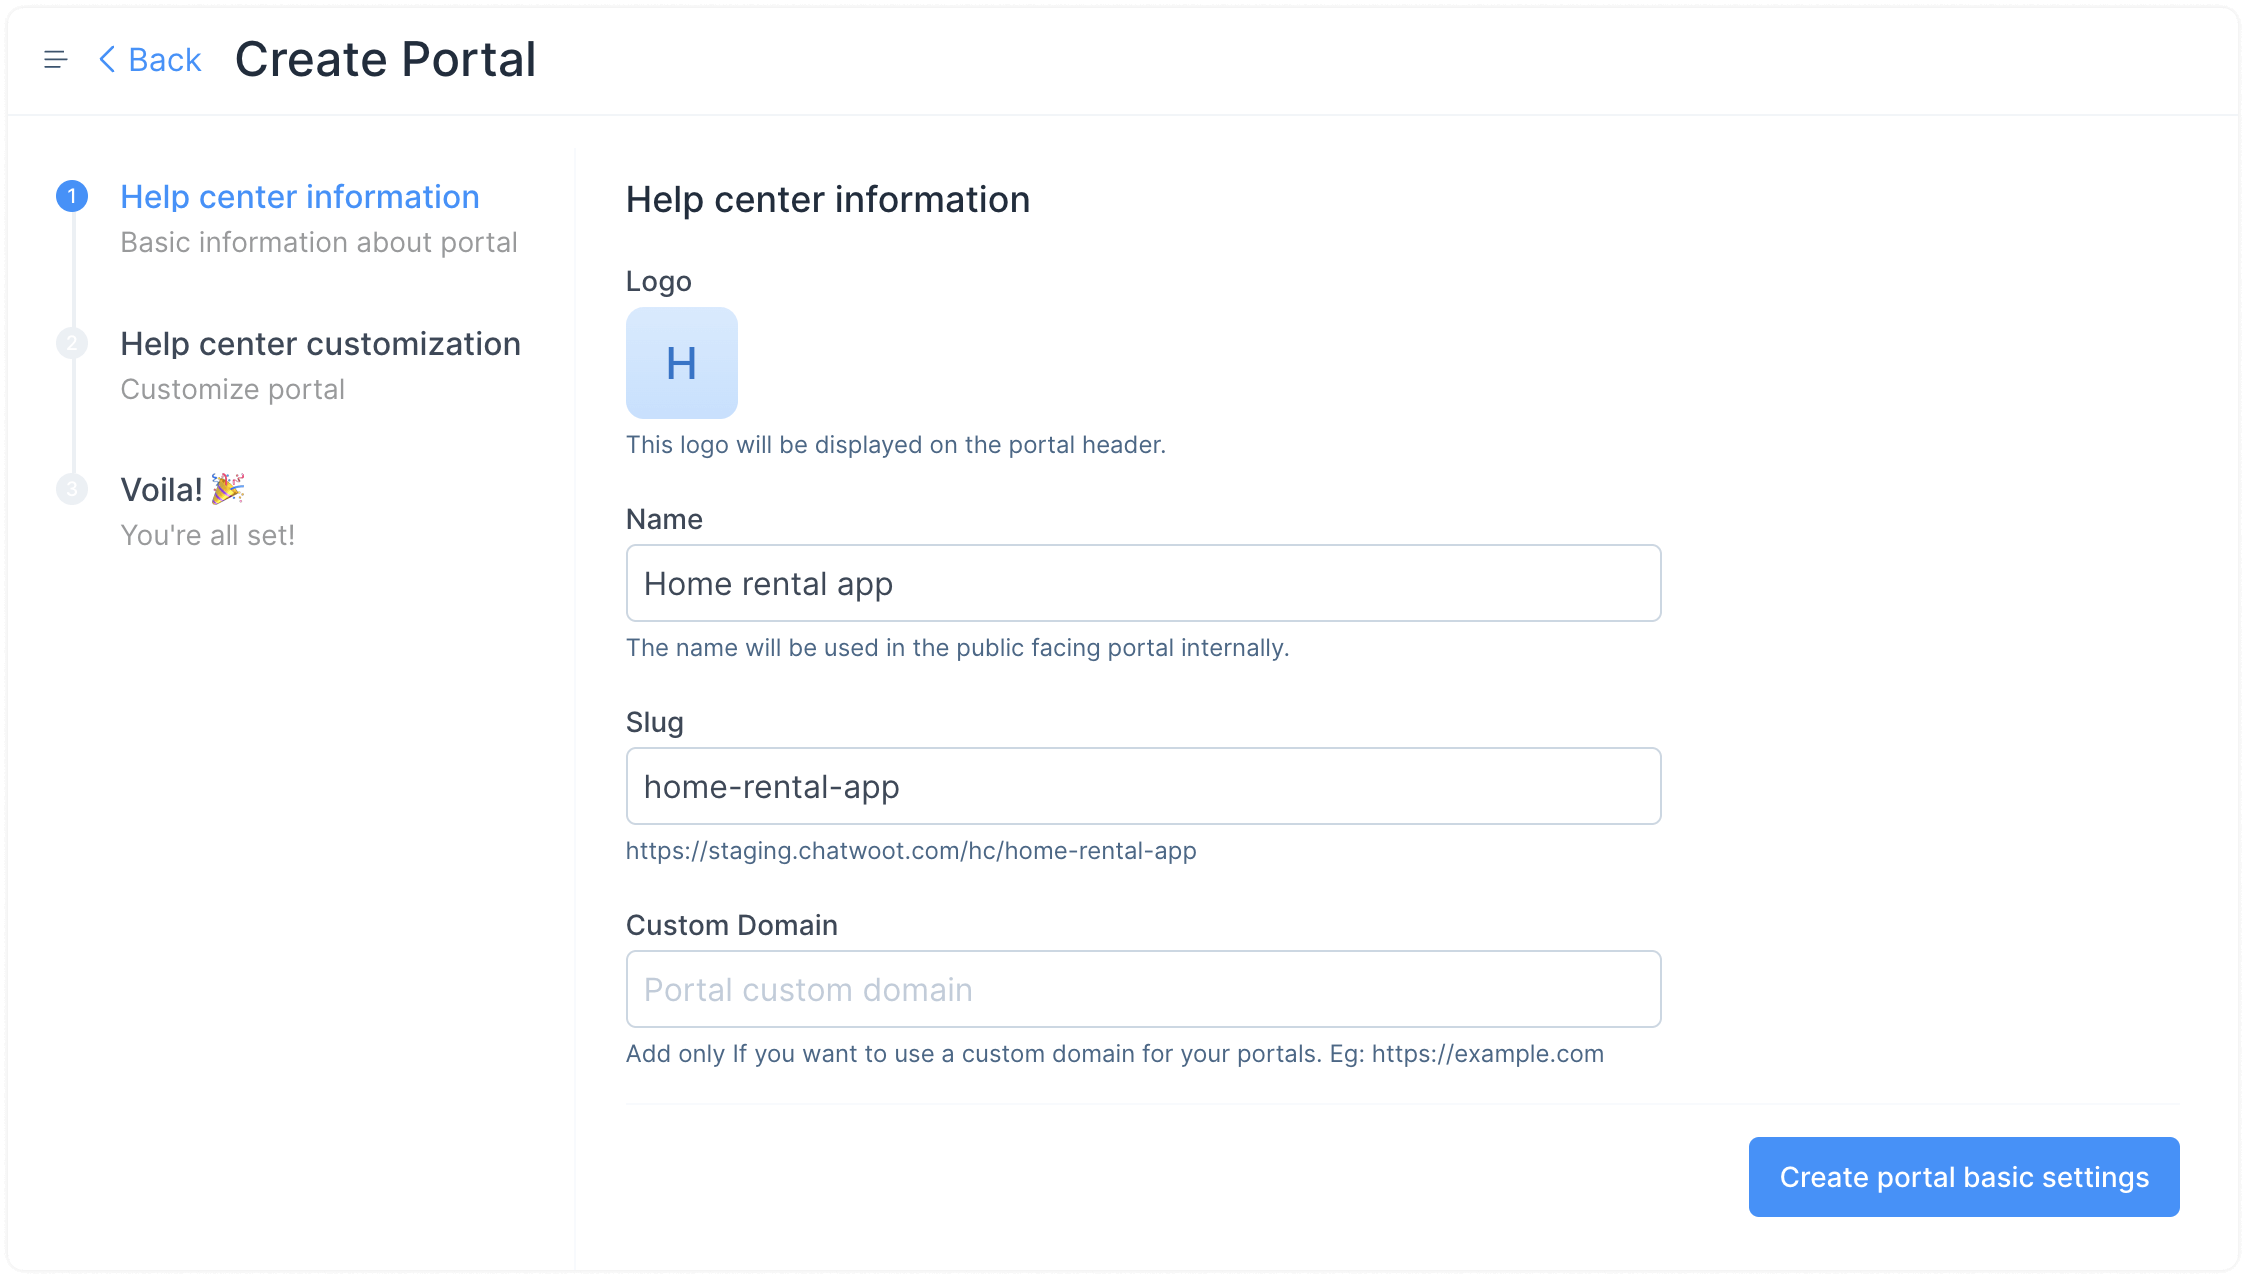 Back Create Portal
1 Help center information
Basic information about portal
2 Help center customization
Customize portal
3 Voila! 🎉
You're all set!
Help center information
Logo
H
This logo will be displayed on the portal header.
Name
Home rental app
The name will be used in the public facing portal internally.
Slug
home-rental-app
https://staging.chatwoot.com/hc/home-rental-app
Custom Domain
Portal custom domain
Add only If you want to use a custom domain for your portals. Eg: https://example.com
Create portal basic settings